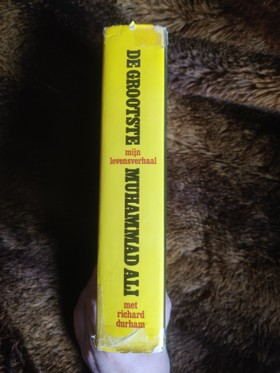 DE GROOTSTE
mijn
levensverhaal
MUHAMMAD ALI
met
richard
durham